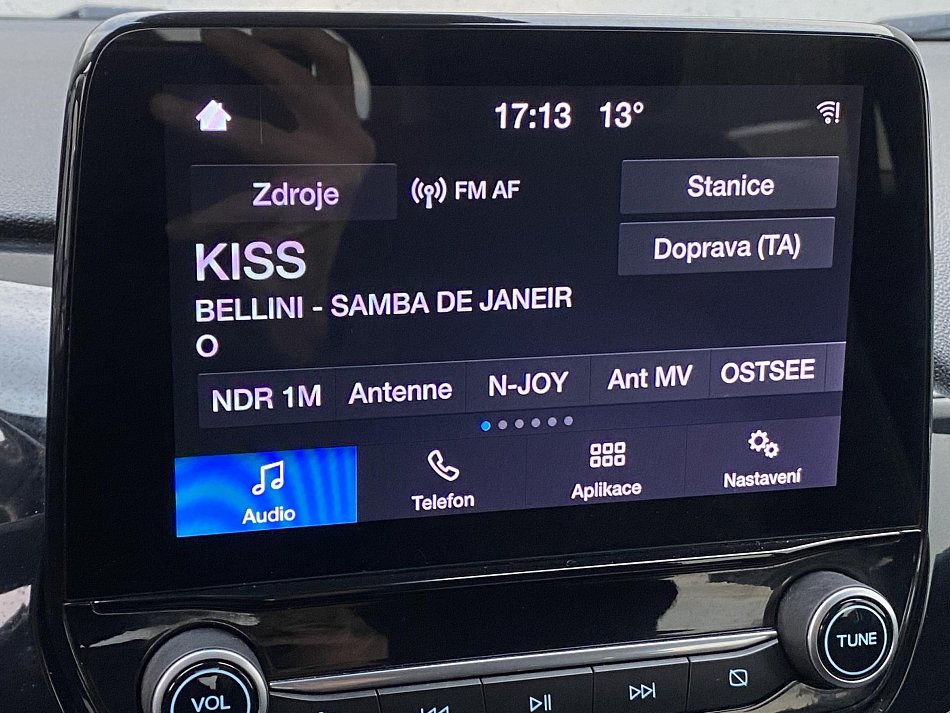 17:13 13°
Zdroje FM AF Stanice
Doprava (TA)
KISS
BELLINI - SAMBA DE JANEIR
O
NDR 1M Antenne N-JOY Ant MV OSTSEE
Audio Telefon Aplikace Nastavení
VOL TUNE